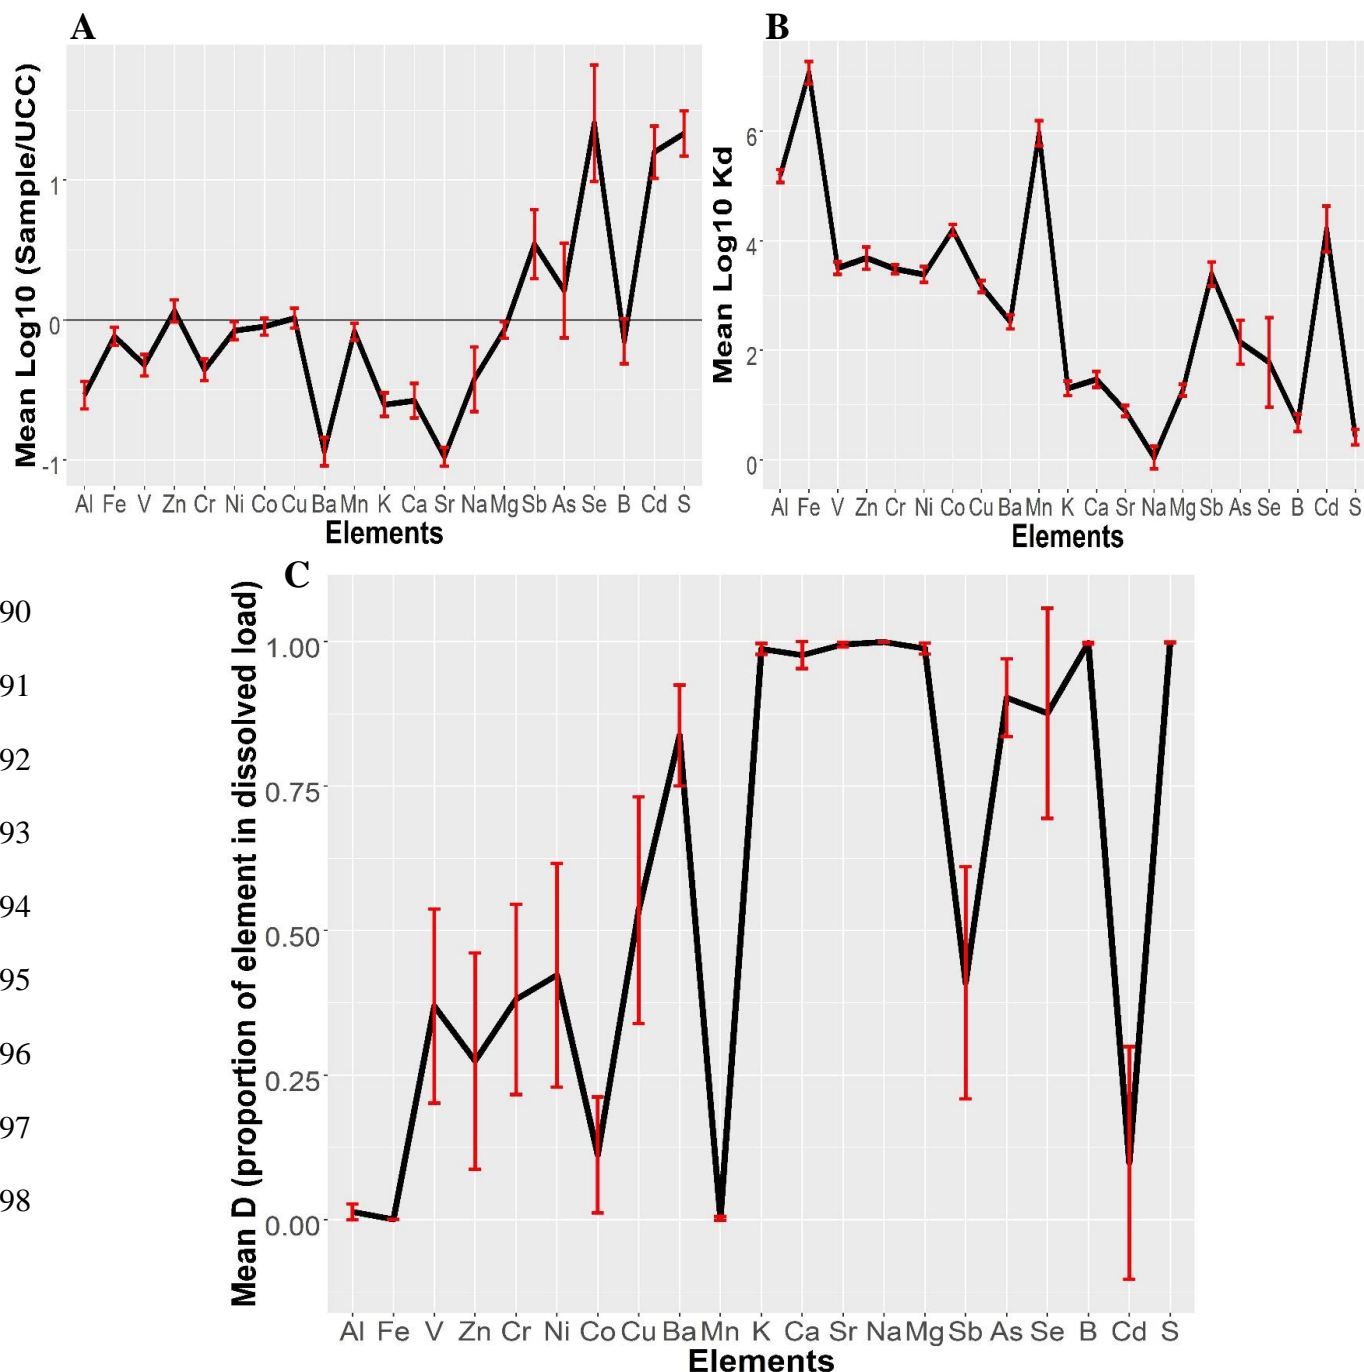 A
Mean Log10 (Sample/UCC)
1
0
-1
Al Fe V Zn Cr Ni Co Cu Ba Mn K Ca Sr Na Mg Sb As Se B Cd S
Elements
B
Mean Log10 Kd
6
4
2
0
Al Fe V Zn Cr Ni Co Cu Ba Mn K Ca Sr Na Mg Sb As Se B Cd S
Elements
90
91
92
93
94
95
96
97
98
C
Mean D (proportion of element in dissolved load)
1.00
0.75
0.50
0.25
0.00
Al Fe V Zn Cr Ni Co Cu Ba Mn K Ca Sr Na Mg Sb As Se B Cd S
Elements